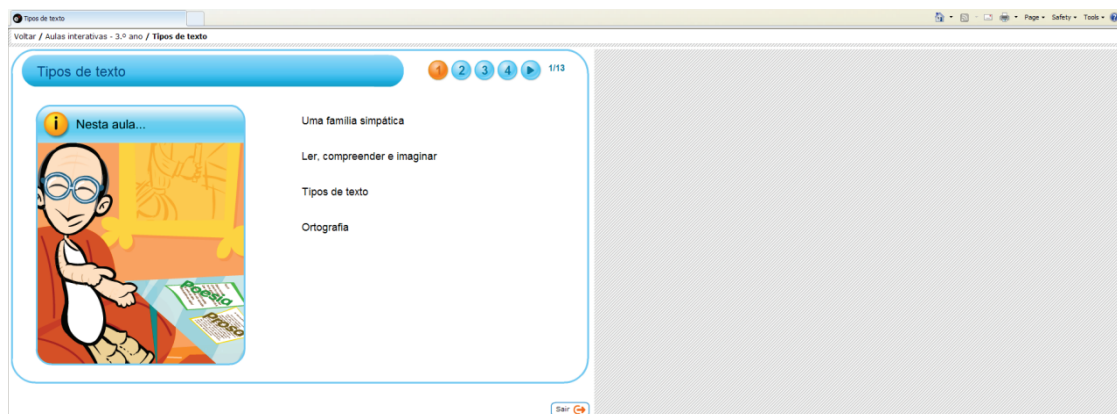 Tipos de texto
Page Safety Tools
Voltar / Aulas interativas - 3.º ano / Tipos de texto
Tipos de texto
1 2 3 4 1/13
i Nesta aula...
Uma família simpática
Ler, compreender e imaginar
Tipos de texto
Ortografia
Poesia
Prosa
Sair